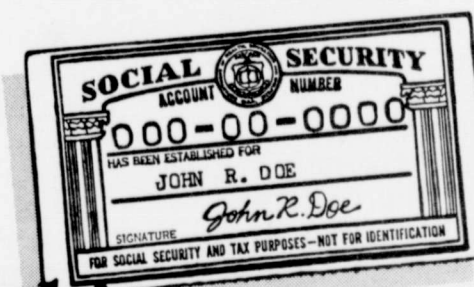 SOCIAL SECURITY
ACCOUNT NUMBER
000-00-0000
HAS BEEN ESTABLISHED FOR
JOHN R. DOE
John R. Doe
SIGNATURE
FOR SOCIAL SECURITY AND TAX PURPOSES—NOT FOR IDENTIFICATION